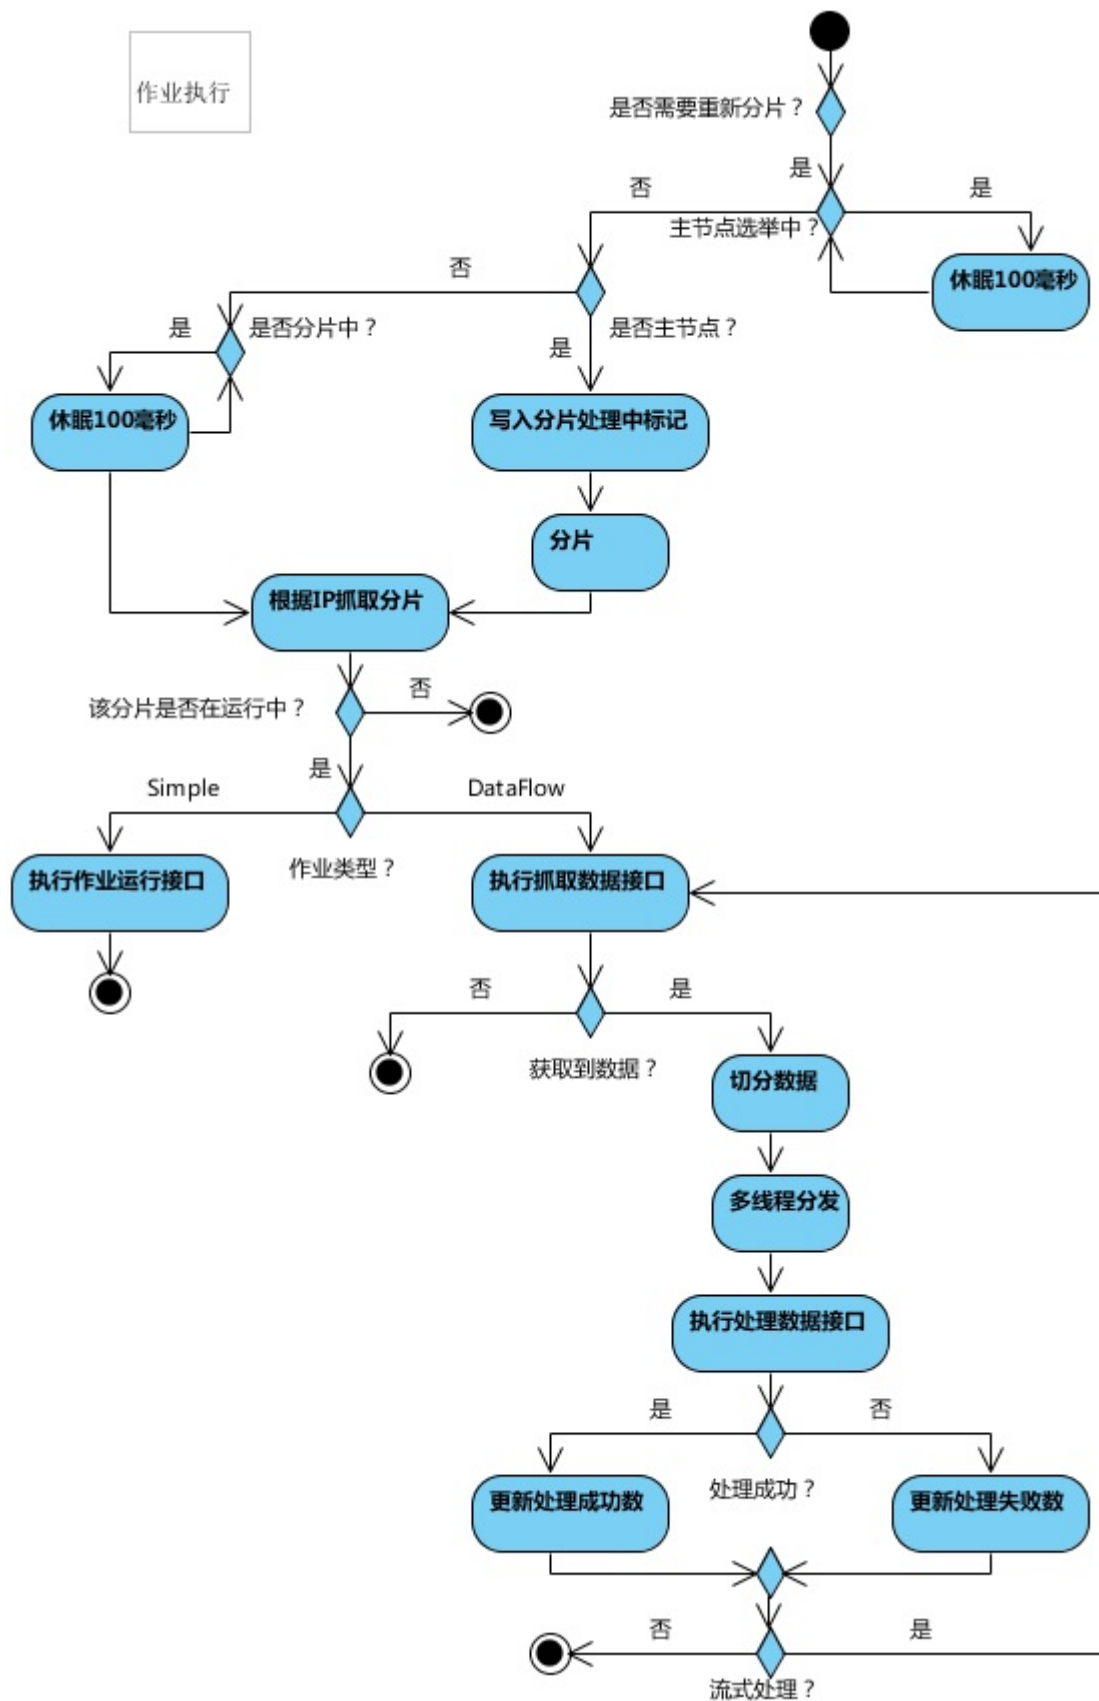 作业执行
是否需要重新分片？
是
否
是
主节点选举中？
休眠100毫秒
否
是否主节点？
是
是否分片中？
是
休眠100毫秒
写入分片处理中标记
分片
根据IP抓取分片
该分片是否在运行中？
否
是
Simple
DataFlow
作业类型？
执行作业运行接口
执行抓取数据接口
否
是
获取到数据？
切分数据
多线程分发
执行处理数据接口
是
否
处理成功？
更新处理成功数
更新处理失败数
否
是
流式处理？